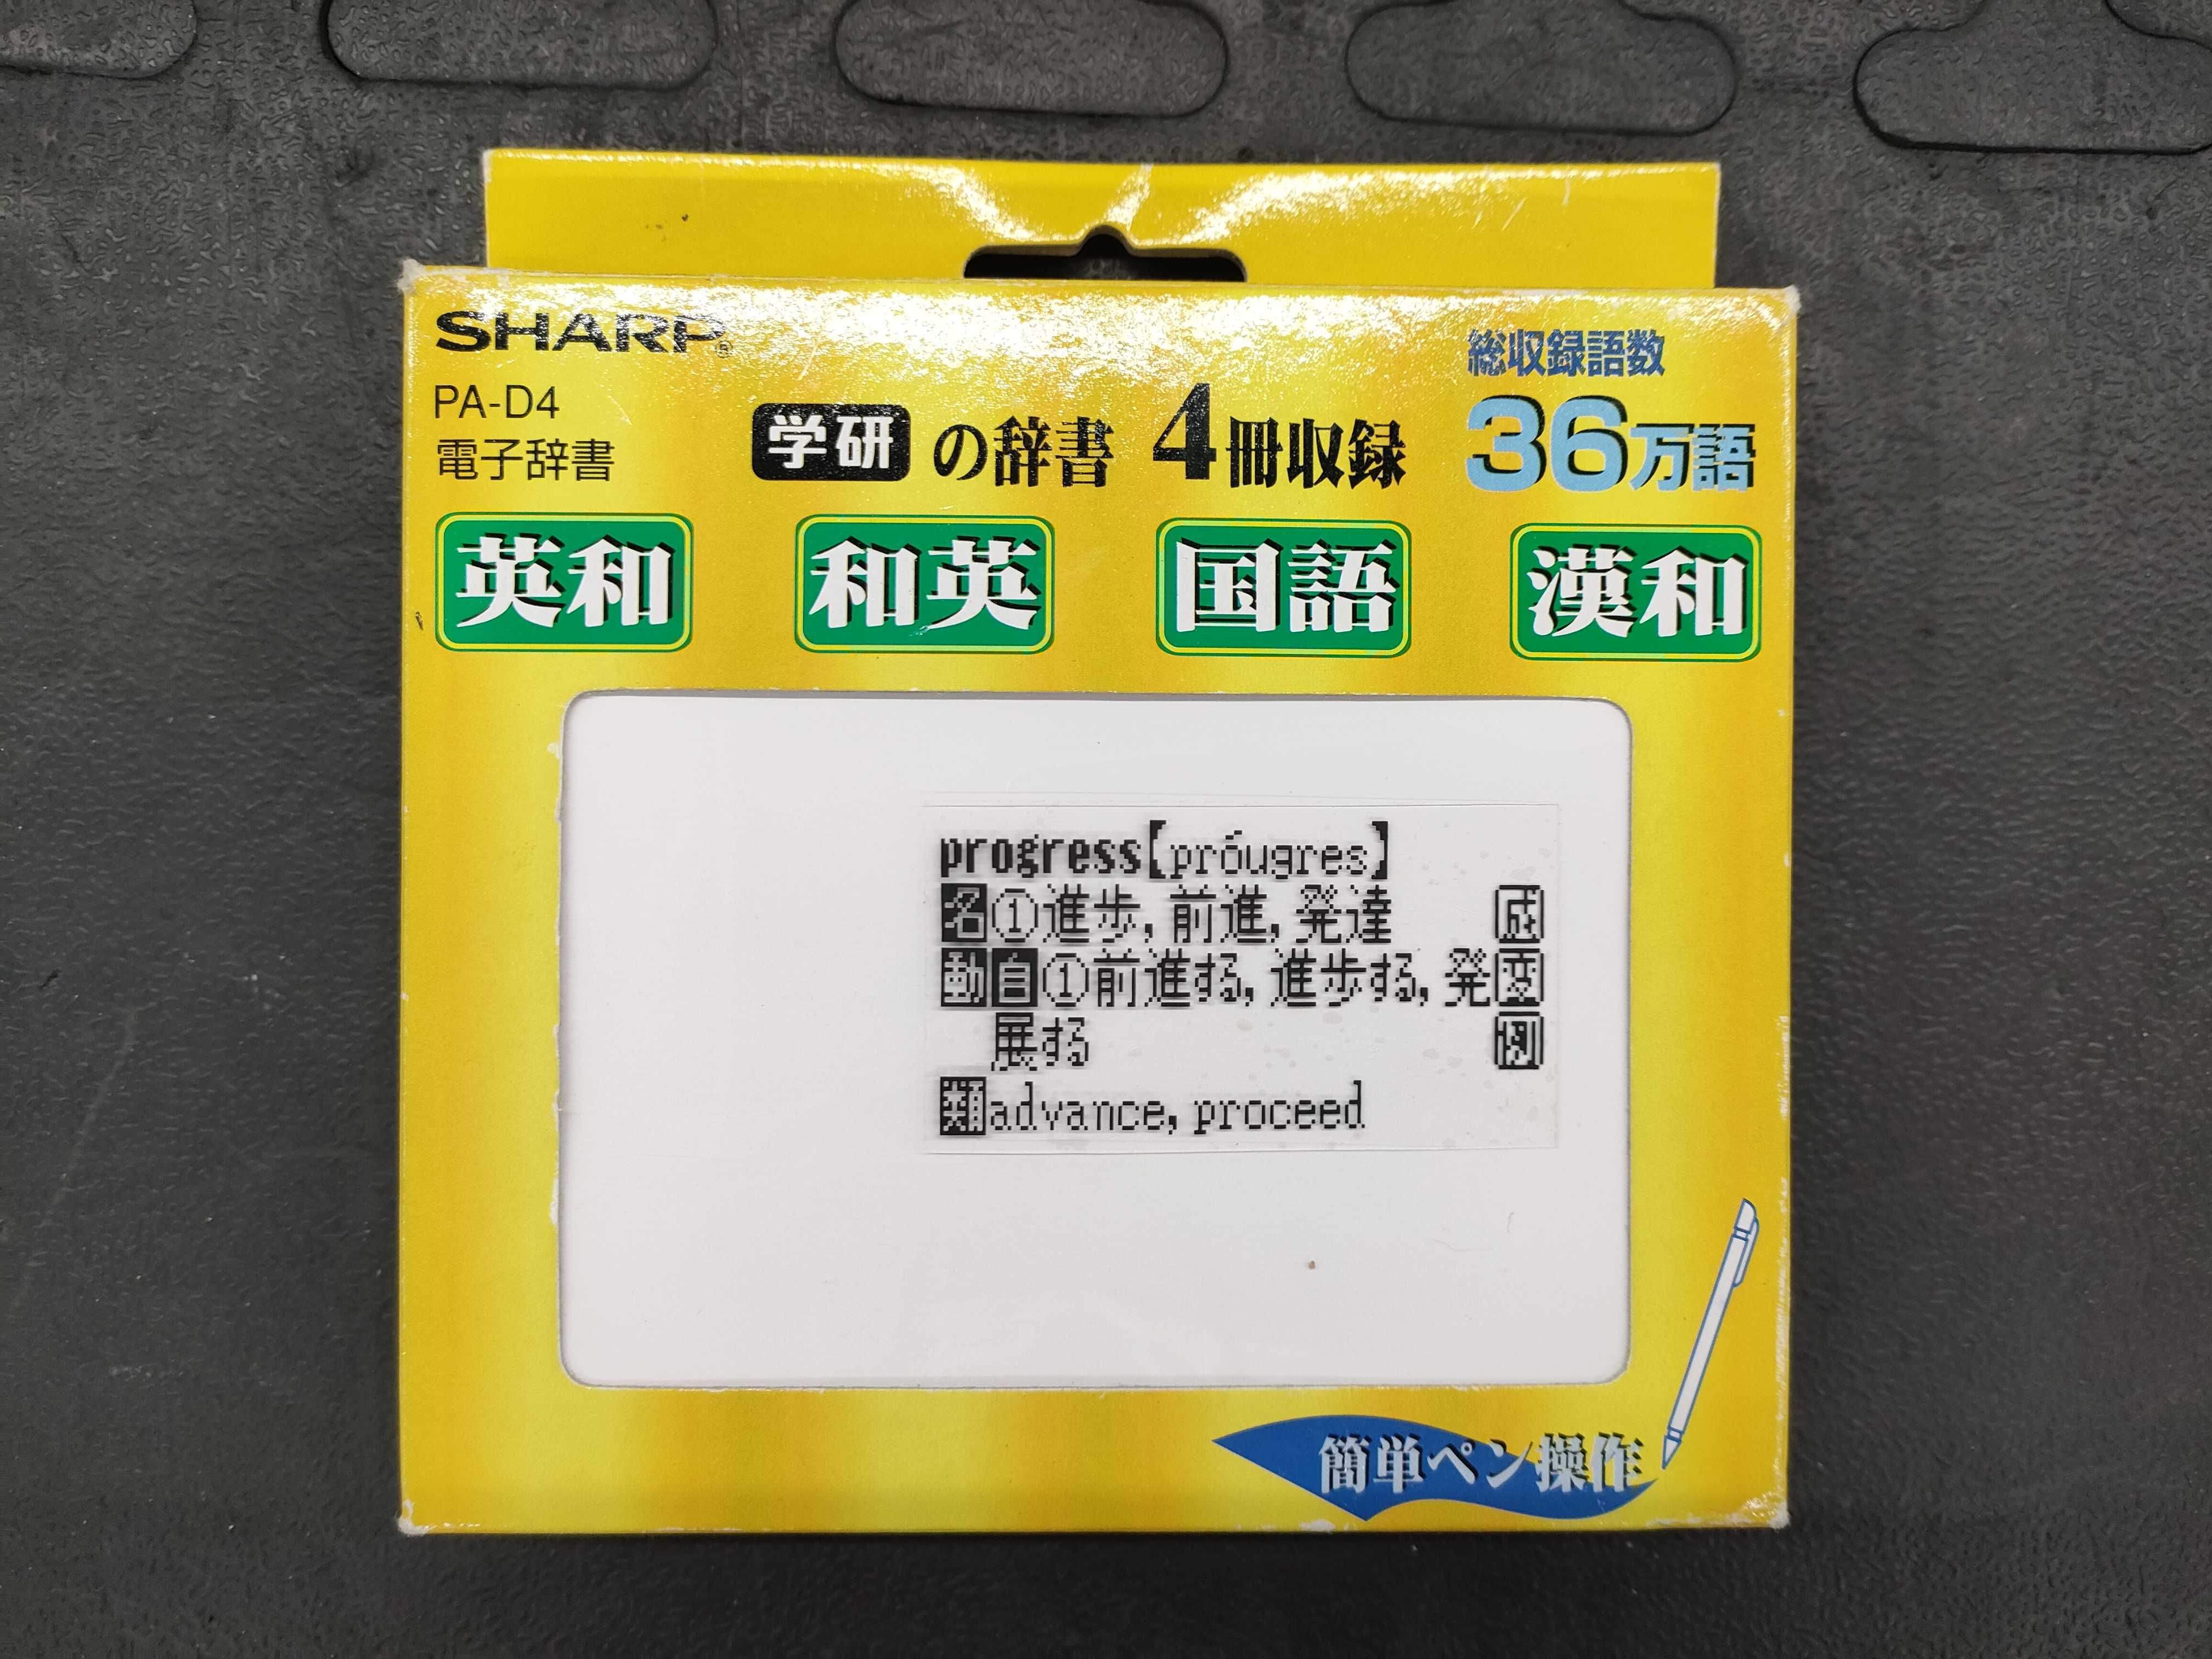 SHARP®
PA-D4
電子辞書
学研の辞書 4冊収録
総収録語数
36万語
英和 和英 国語 漢和
progress【próugres】
名①進歩,前進,発達 成
動自①前進する,進歩する,発変
展する 例
類advance,proceed
簡単ペン操作